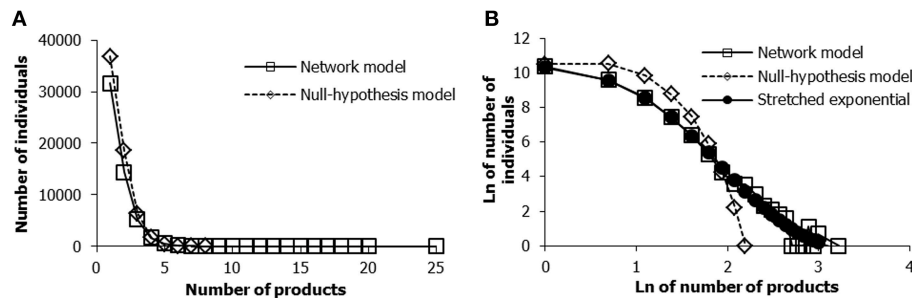 A
Number of individuals
40000
30000
20000
10000
0
0
5
10
15
20
25
Number of products
Network model
Null-hypothesis model
B
Ln of number of
individuals
12
10
8
6
4
2
0
0
1
2
3
4
Ln of number of products
Network model
Null-hypothesis model
Stretched exponential